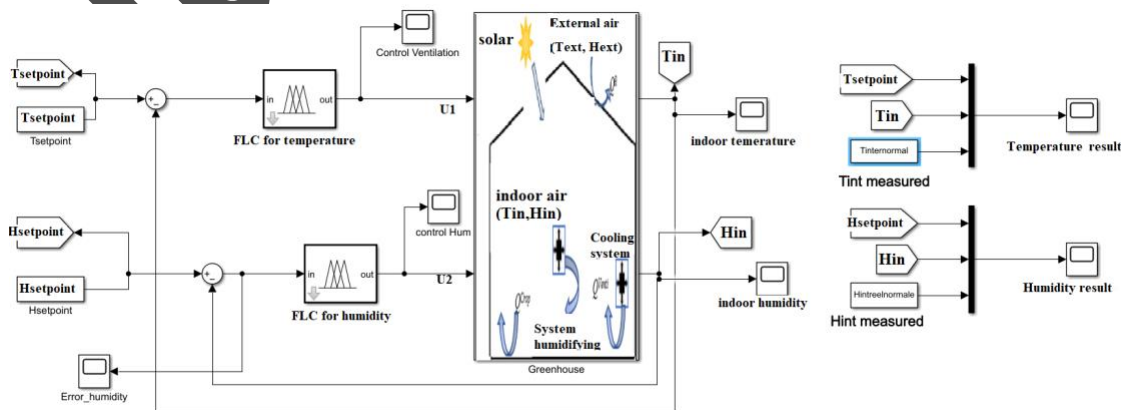 Tsetpoint
Tsetpoint
Tsetpoint
in
out
FLC for temperature
Control Ventilation
U1
solar
External air
(Text, Hext)
Tin
indoor temerature
Hsetpoint
Hsetpoint
Hsetpoint
in
out
FLC for humidity
control Hum
U2
indoor air
(Tin,Hin)
Cooling
system
System
humidifying
Greenhouse
Hin
indoor humidity
Error_humidity
Tsetpoint
Tin
Tinternormal
Tint measured
Temperature result
Hsetpoint
Hin
Hintreelnormale
Hint measured
Humidity result